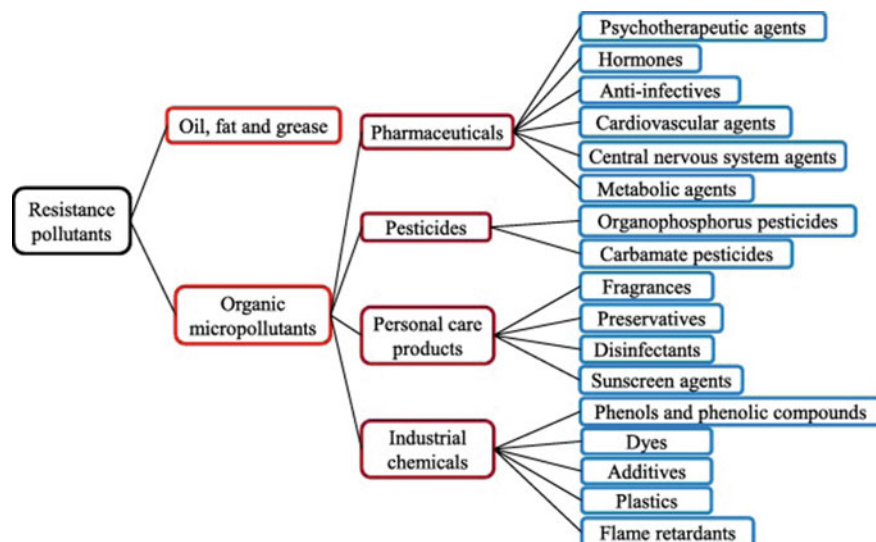 Resistance
pollutants
Oil, fat and grease
Organic
micropollutants
Pharmaceuticals
Pesticides
Personal care
products
Industrial
chemicals
Psychotherapeutic agents
Hormones
Anti-infectives
Cardiovascular agents
Central nervous system agents
Metabolic agents
Organophosphorus pesticides
Carbamate pesticides
Fragrances
Preservatives
Disinfectants
Sunscreen agents
Phenols and phenolic compounds
Dyes
Additives
Plastics
Flame retardants